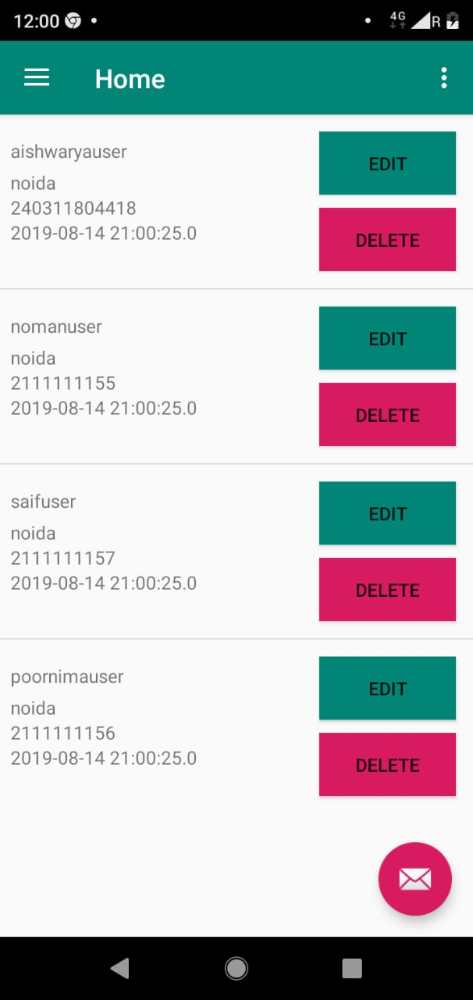 12:00
4G
R
Home
aishwaryauser
noida
240311804418
2019-08-14 21:00:25.0
EDIT
DELETE
nomanuser
noida
2111111155
2019-08-14 21:00:25.0
EDIT
DELETE
saifuser
noida
2111111157
2019-08-14 21:00:25.0
EDIT
DELETE
poornimauser
noida
2111111156
2019-08-14 21:00:25.0
EDIT
DELETE